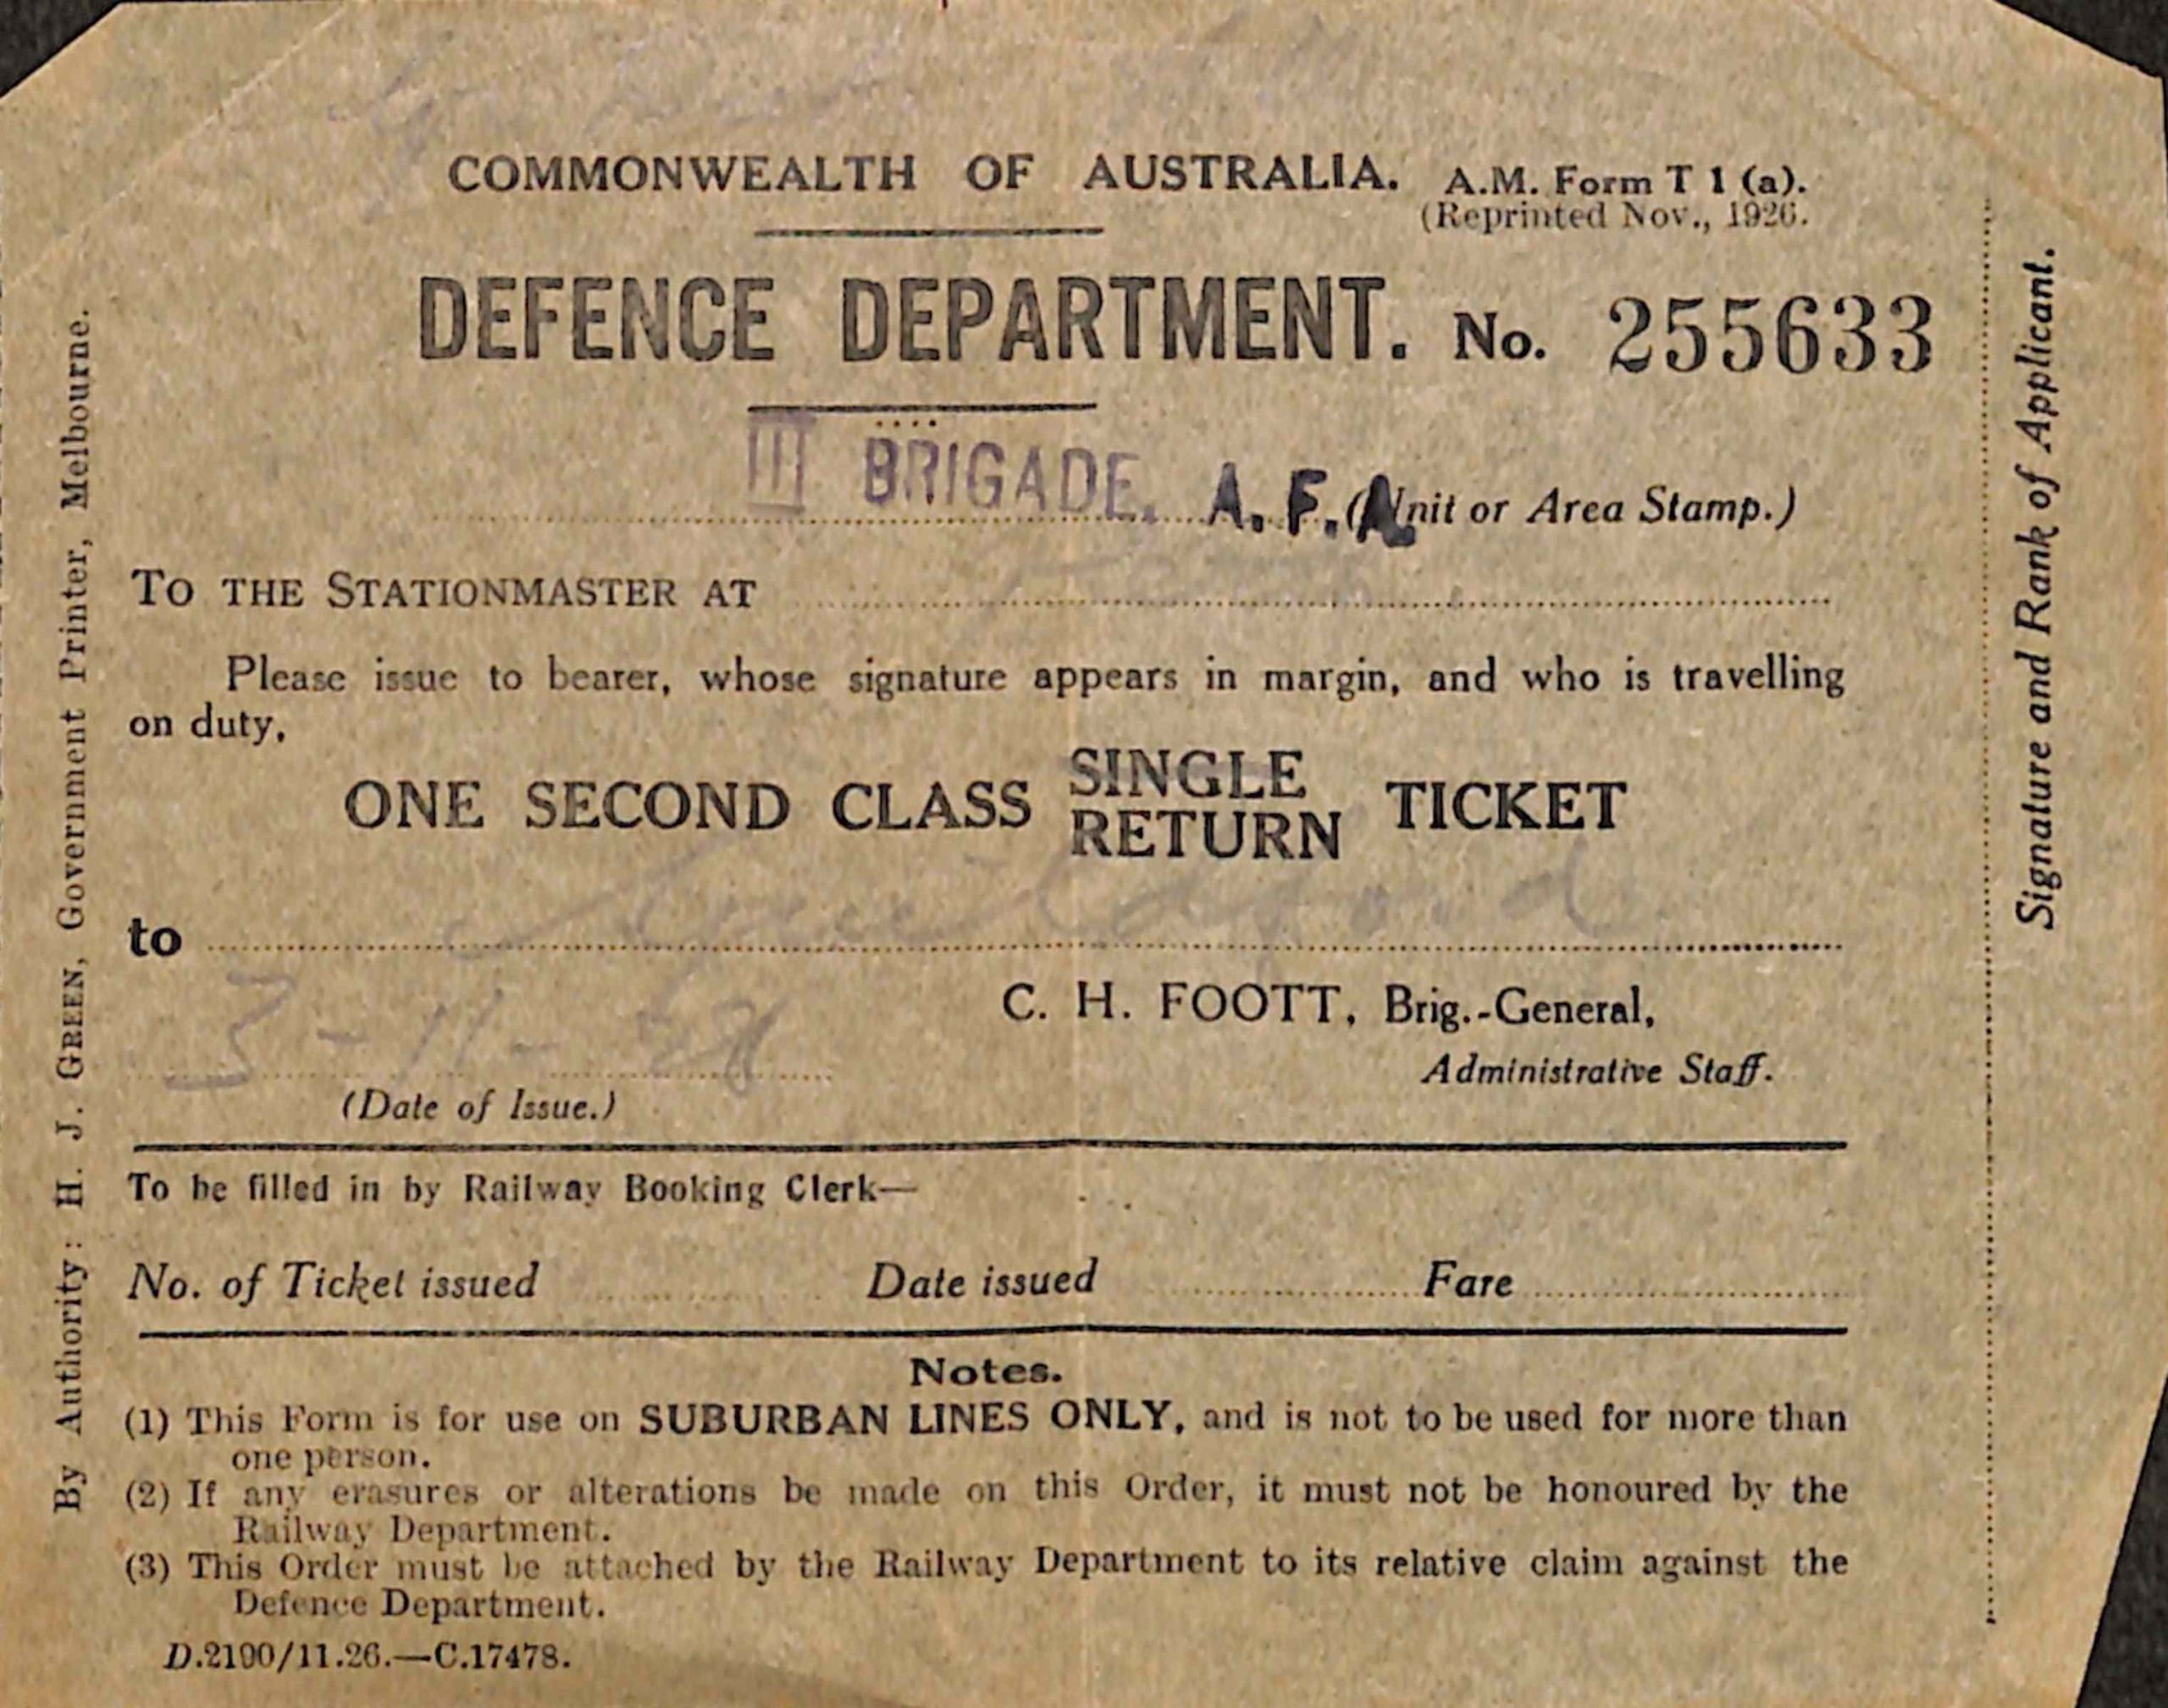 COMMONWEALTH OF AUSTRALIA. A.M. Form T 1 (a).
(Reprinted Nov., 1926.
DEFENCE DEPARTMENT. No. 255633
III BRIGADE. A. F. A. (Unit or Area Stamp.)
TO THE STATIONMASTER AT
Please issue to bearer, whose signature appears in margin, and who is travelling
on duty,
ONE SECOND CLASS SINGLE RETURN TICKET
to Guildford
3-11-28
C. H. FOOTT, Brig.-General,
Administrative Staff.
(Date of Issue.)
To be filled in by Railway Booking Clerk—
No. of Ticket issued Date issued Fare
Notes.
(1) This Form is for use on SUBURBAN LINES ONLY, and is not to be used for more than
one person.
(2) If any erasures or alterations be made on this Order, it must not be honoured by the
Railway Department.
(3) This Order must be attached by the Railway Department to its relative claim against the
Defence Department.
D.2190/11.26.—C.17478.
By Authority: H. J. GREEN, Government Printer, Melbourne.
Signature and Rank of Applicant.